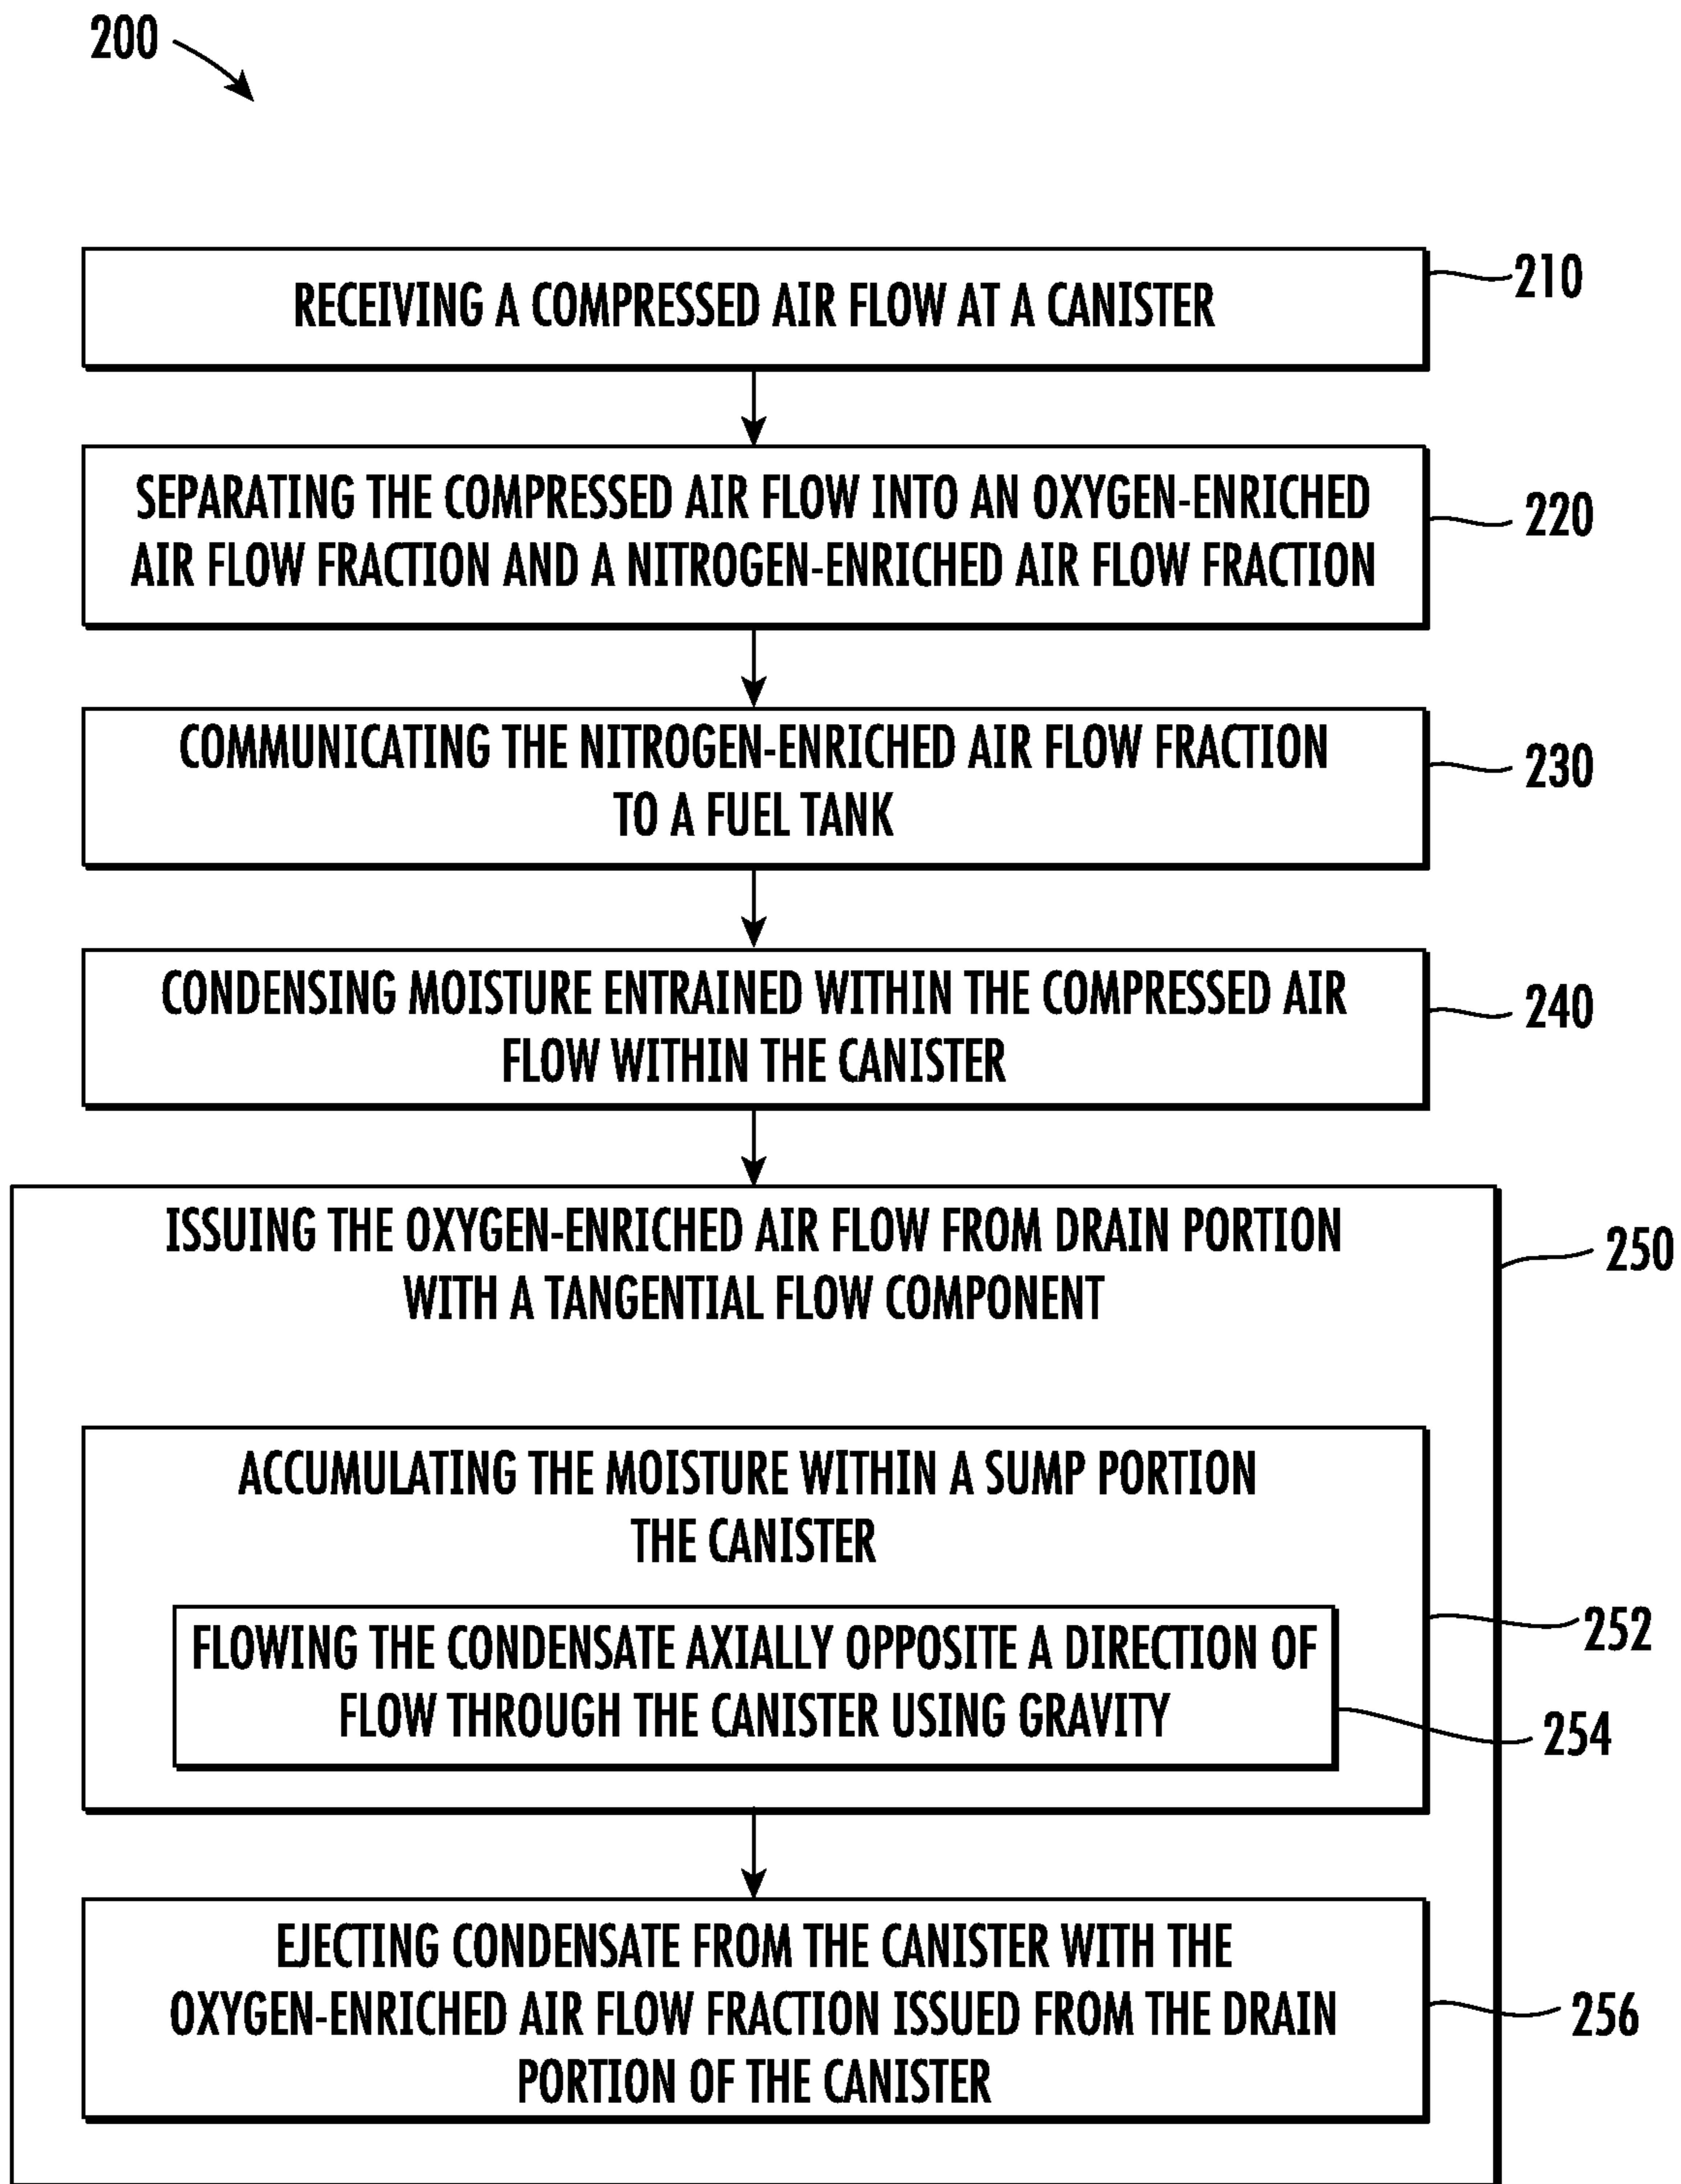 200
RECEIVING A COMPRESSED AIR FLOW AT A CANISTER
210
SEPARATING THE COMPRESSED AIR FLOW INTO AN OXYGEN-ENRICHED
AIR FLOW FRACTION AND A NITROGEN-ENRICHED AIR FLOW FRACTION
220
COMMUNICATING THE NITROGEN-ENRICHED AIR FLOW FRACTION
TO A FUEL TANK
230
CONDENSING MOISTURE ENTRAINED WITHIN THE COMPRESSED AIR
FLOW WITHIN THE CANISTER
240
ISSUING THE OXYGEN-ENRICHED AIR FLOW FROM DRAIN PORTION
WITH A TANGENTIAL FLOW COMPONENT
250
ACCUMULATING THE MOISTURE WITHIN A SUMP PORTION
THE CANISTER
252
FLOWING THE CONDENSATE AXIALLY OPPOSITE A DIRECTION OF
FLOW THROUGH THE CANISTER USING GRAVITY
254
EJECTING CONDENSATE FROM THE CANISTER WITH THE
OXYGEN-ENRICHED AIR FLOW FRACTION ISSUED FROM THE DRAIN
PORTION OF THE CANISTER
256